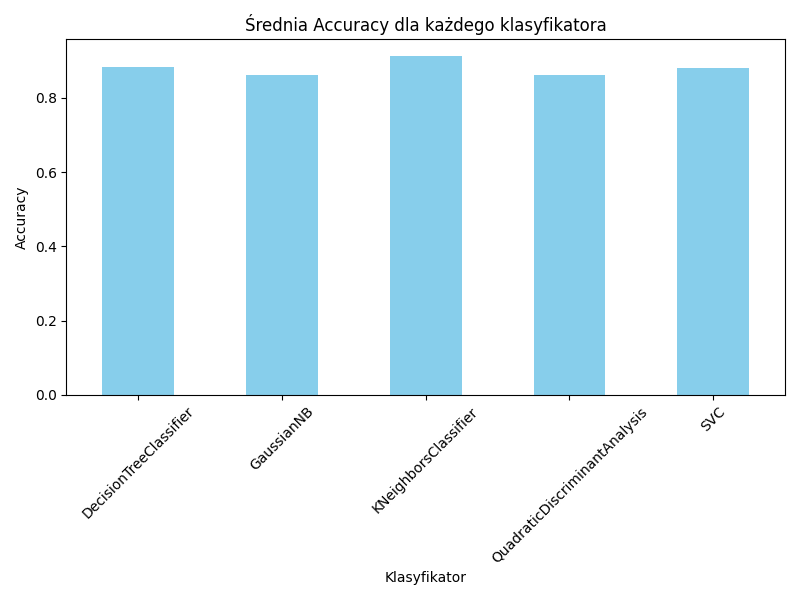 Średnia Accuracy dla każdego klasyfikatora
Accuracy
0.8
0.6
0.4
0.2
0.0
DecisionTreeClassifier
GaussianNB
KNeighborsClassifier
QuadraticDiscriminantAnalysis
SVC
Klasyfikator